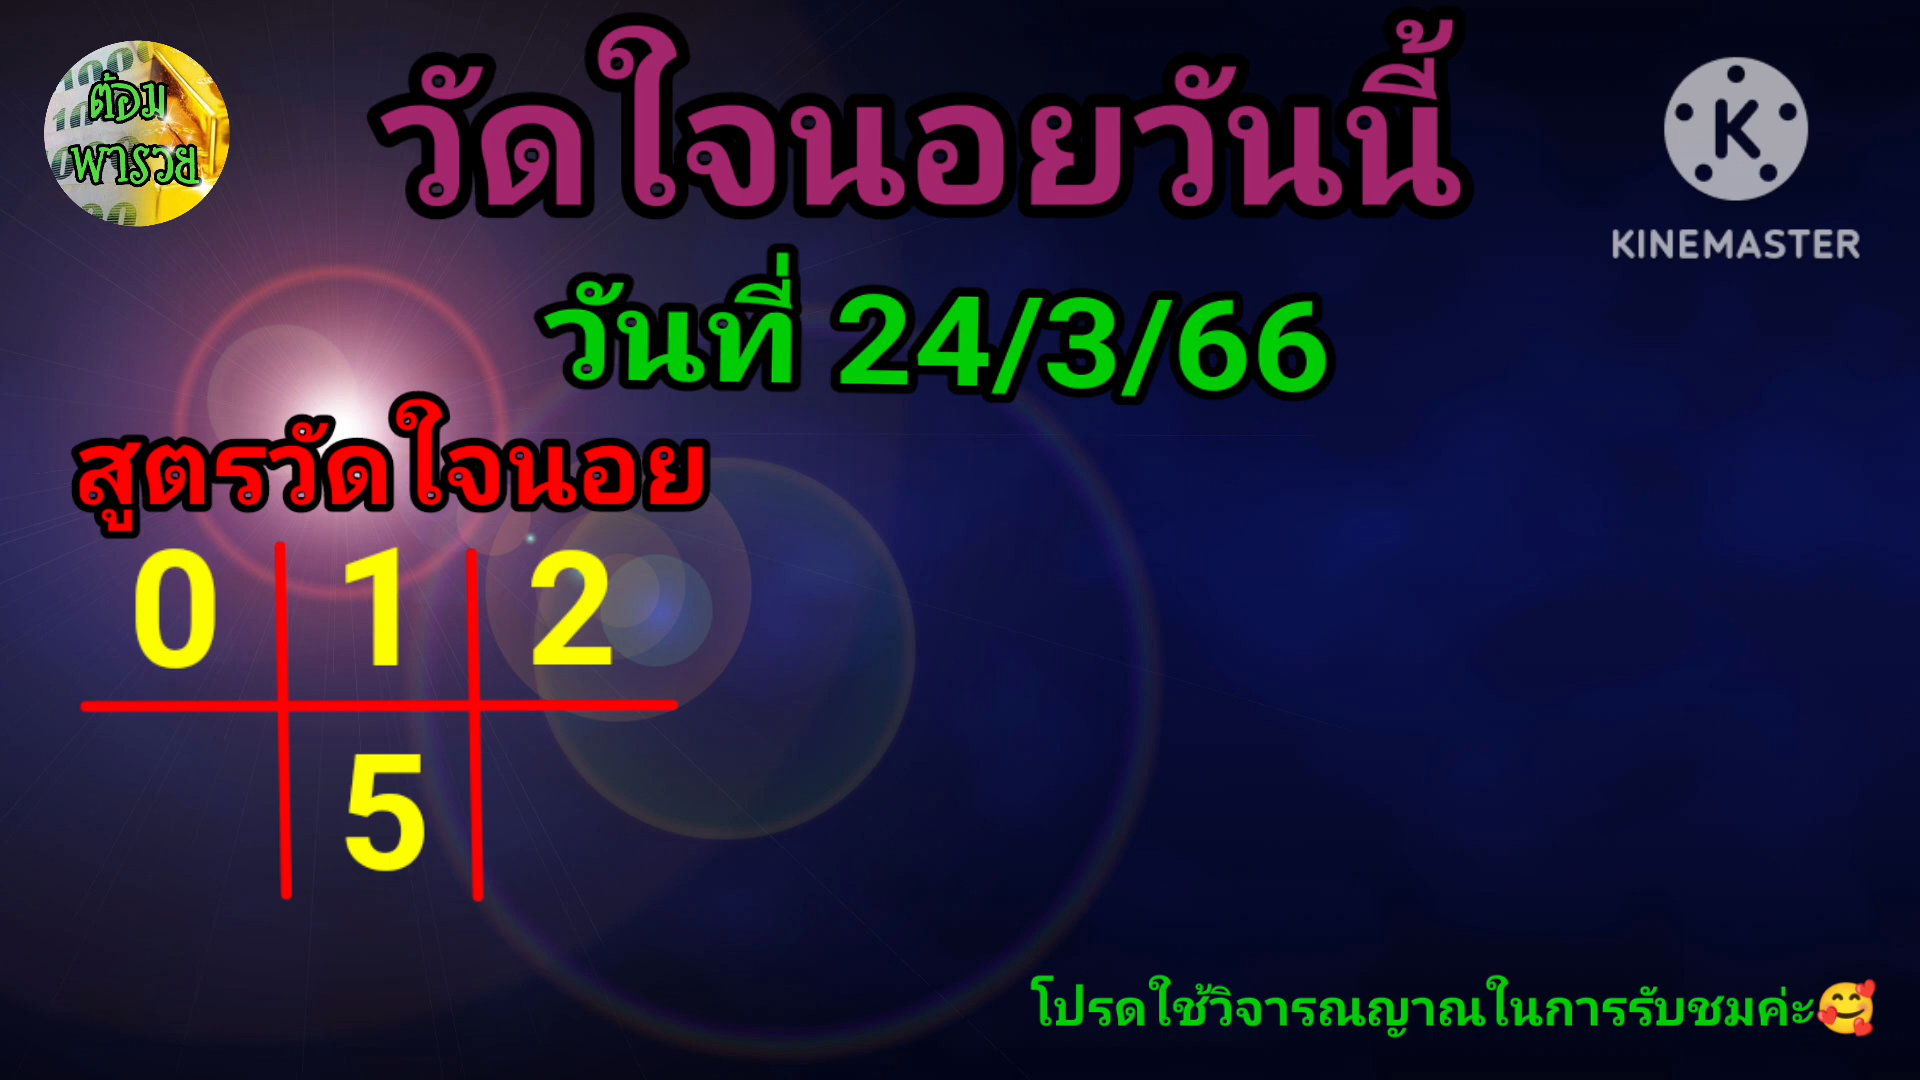 ต้อม
พารวย
วัดใจนอยวันนี้
KINEMASTER
วันที่ 24/3/66
สูตรวัดใจนอย
0 1 2
5
โปรดใช้วิจารณญาณในการรับชมค่ะ🥰